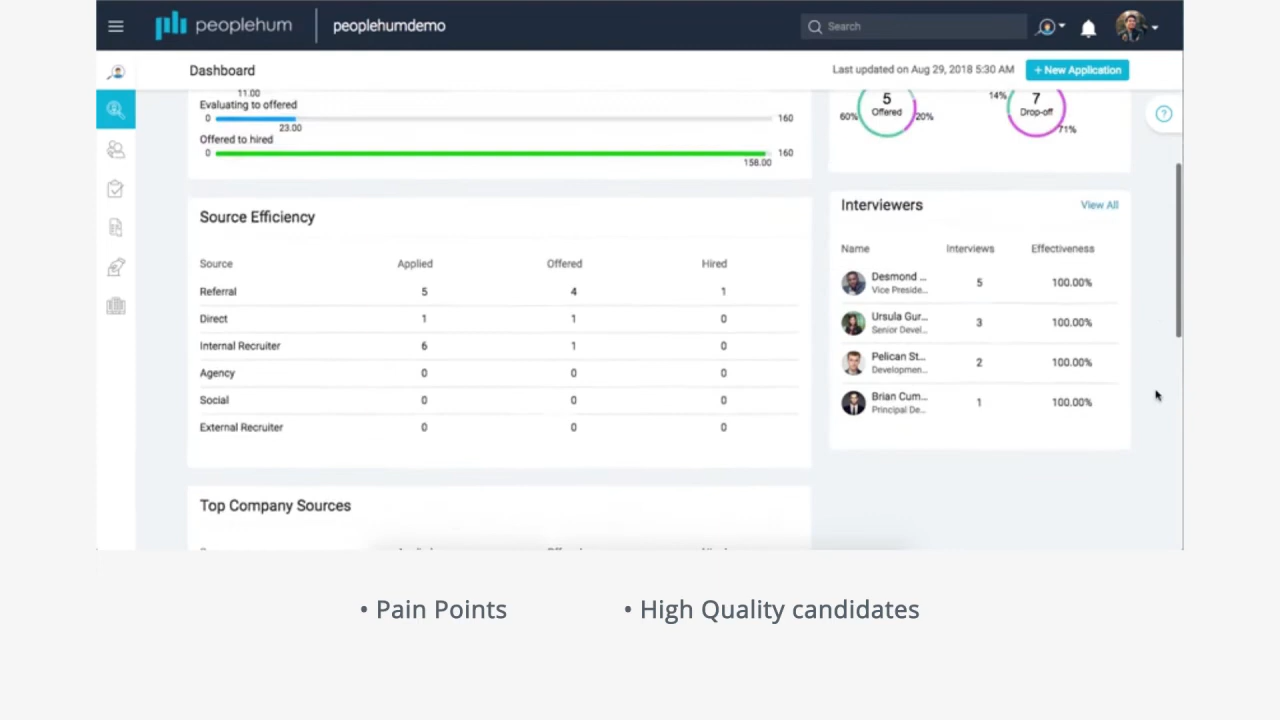 peoplehum peoplehumdemo Search
Dashboard Last updated on Aug 29, 2018 5:30 AM + New Application
11.00
Evaluating to offered
0 160
23.00
Offered to hired
0 160
158.00
5
Offered
60% 20%
14% 7
Drop-off
71%
?
Source Efficiency
Source Applied Offered Hired
Referral 5 4 1
Direct 1 1 0
Internal Recruiter 6 1 0
Agency 0 0 0
Social 0 0 0
External Recruiter 0 0 0
Interviewers View All
Name Interviews Effectiveness
Desmond ... 5 100.00%
Vice Preside...
Ursula Gur... 3 100.00%
Senior Devel...
Pelican St... 2 100.00%
Developmen...
Brian Cum... 1 100.00%
Principal De...
Top Company Sources
• Pain Points • High Quality candidates